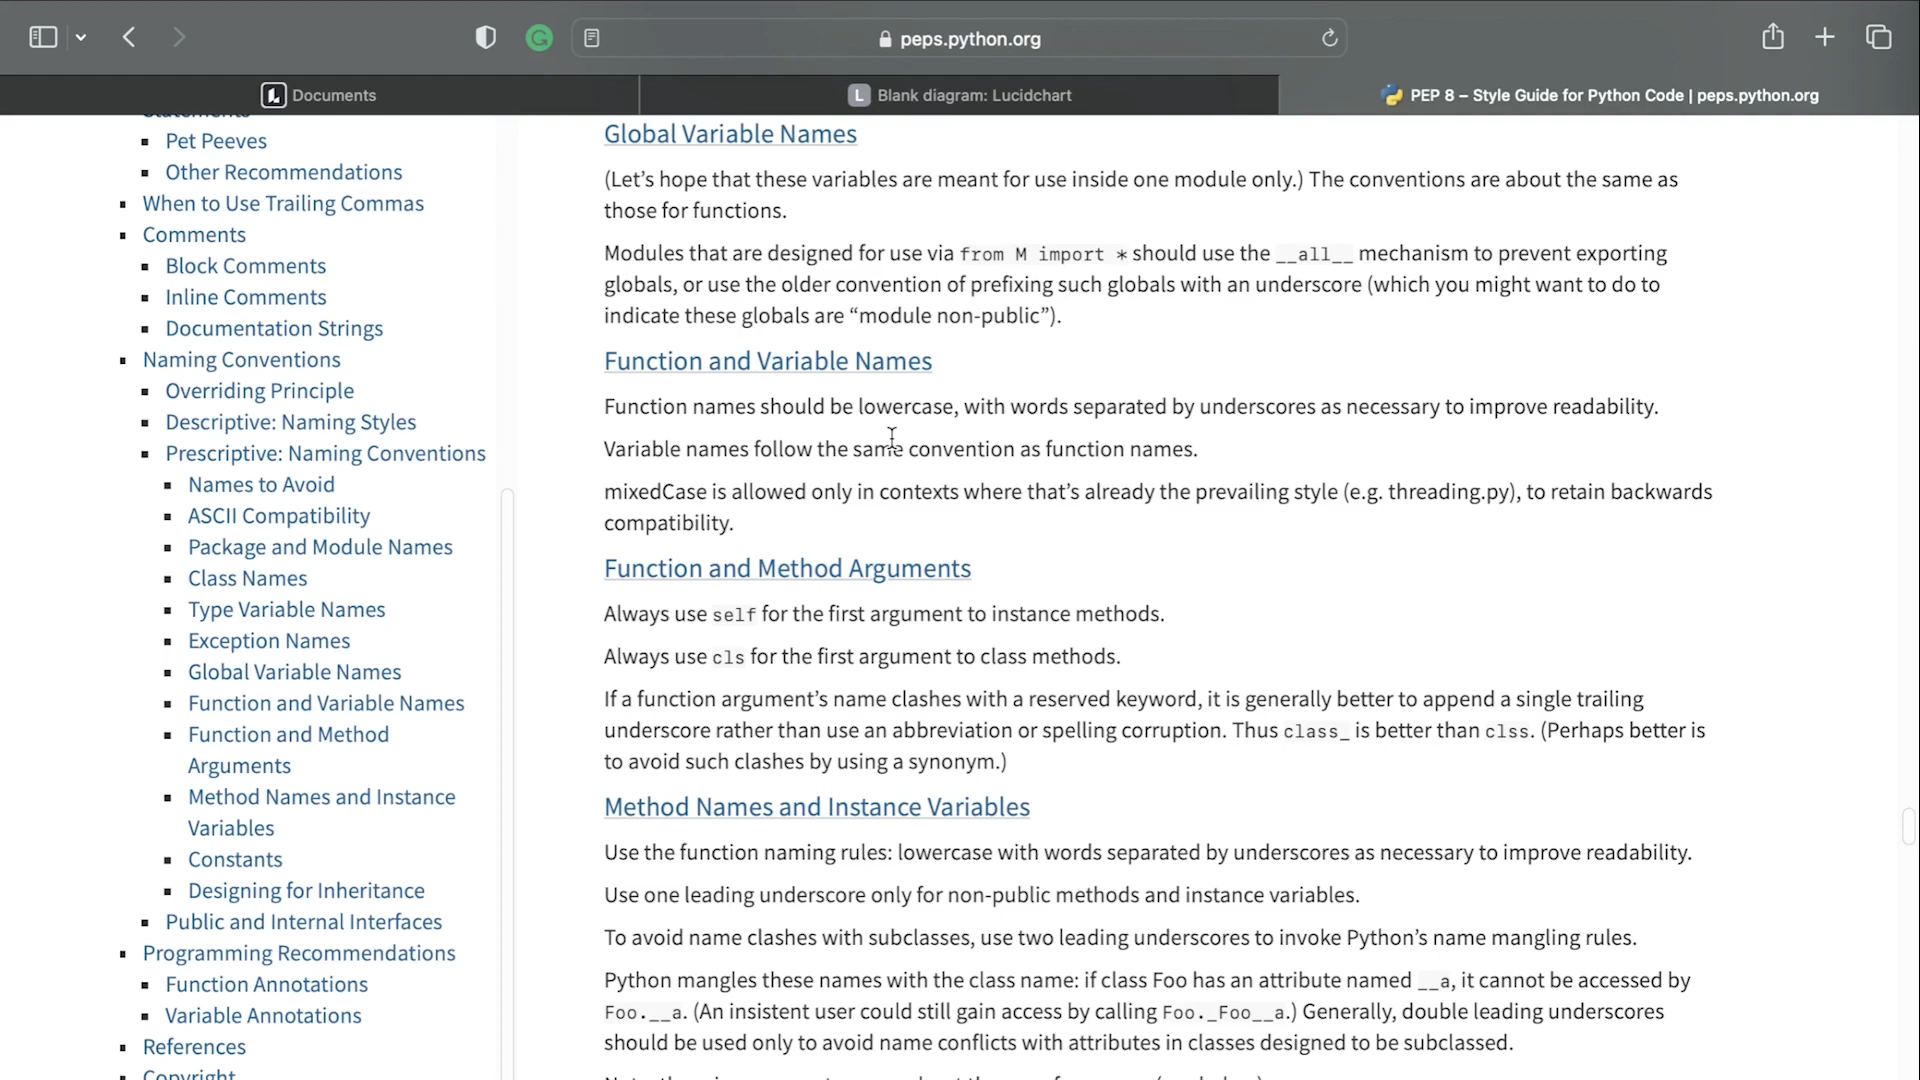 peps.python.org
Documents
L
Blank diagram: Lucidchart
PEP 8 – Style Guide for Python Code | peps.python.org
Statements
Pet Peeves
Other Recommendations
When to Use Trailing Commas
Comments
Block Comments
Inline Comments
Documentation Strings
Naming Conventions
Overriding Principle
Descriptive: Naming Styles
Prescriptive: Naming Conventions
Names to Avoid
ASCII Compatibility
Package and Module Names
Class Names
Type Variable Names
Exception Names
Global Variable Names
Function and Variable Names
Function and Method
Arguments
Method Names and Instance
Variables
Constants
Designing for Inheritance
Public and Internal Interfaces
Programming Recommendations
Function Annotations
Variable Annotations
References
Copyright
Global Variable Names
(Let’s hope that these variables are meant for use inside one module only.) The conventions are about the same as
those for functions.
Modules that are designed for use via from M import * should use the __all__ mechanism to prevent exporting
globals, or use the older convention of prefixing such globals with an underscore (which you might want to do to
indicate these globals are “module non-public”).
Function and Variable Names
Function names should be lowercase, with words separated by underscores as necessary to improve readability.
Variable names follow the same convention as function names.
mixedCase is allowed only in contexts where that’s already the prevailing style (e.g. threading.py), to retain backwards
compatibility.
Function and Method Arguments
Always use self for the first argument to instance methods.
Always use cls for the first argument to class methods.
If a function argument’s name clashes with a reserved keyword, it is generally better to append a single trailing
underscore rather than use an abbreviation or spelling corruption. Thus class_ is better than clss. (Perhaps better is
to avoid such clashes by using a synonym.)
Method Names and Instance Variables
Use the function naming rules: lowercase with words separated by underscores as necessary to improve readability.
Use one leading underscore only for non-public methods and instance variables.
To avoid name clashes with subclasses, use two leading underscores to invoke Python’s name mangling rules.
Python mangles these names with the class name: if class Foo has an attribute named __a, it cannot be accessed by
Foo.__a. (An insistent user could still gain access by calling Foo._Foo__a.) Generally, double leading underscores
should be used only to avoid name conflicts with attributes in classes designed to be subclassed.